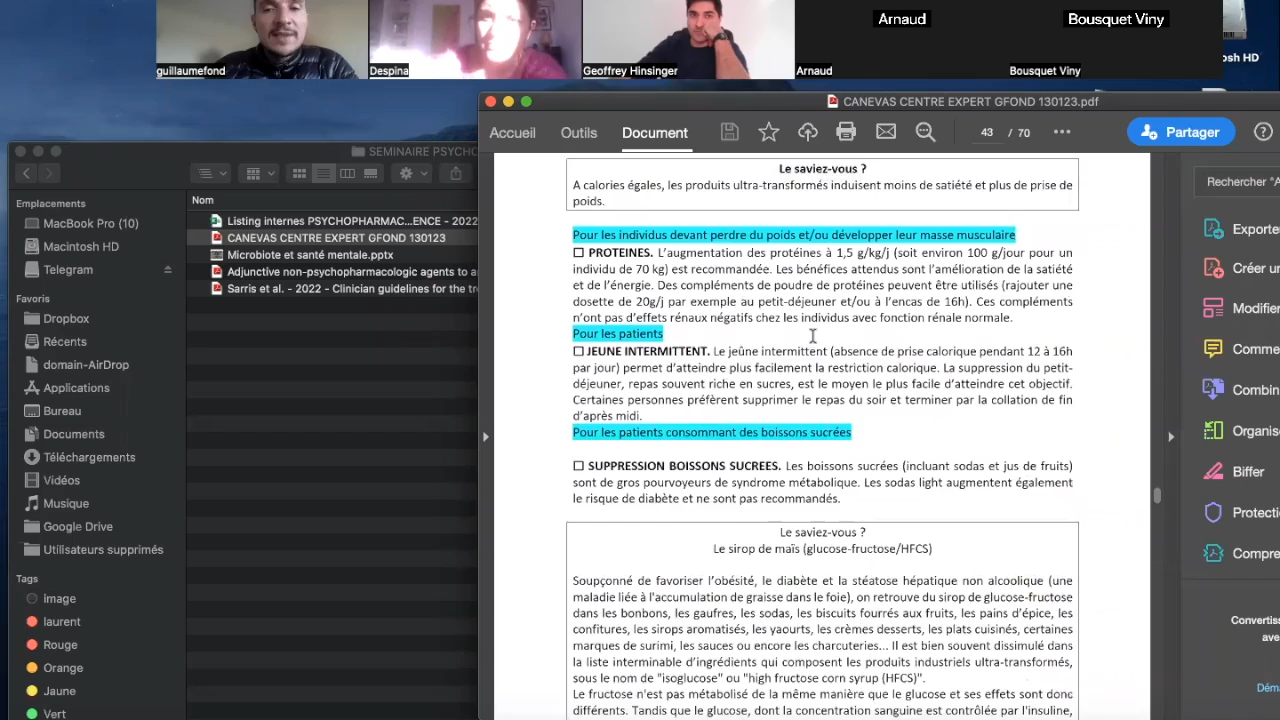 Arnaud
Bousquet Viny
guillaumefond
Despina
Geoffrey Hinsinger
Arnaud
Bousquet Viny
osh HD
CANEVAS CENTRE EXPERT GFOND 130123.pdf
Accueil
Outils
Document
43 / 70
Partager
SEMINAIRE PSYCHO
Nom
Emplacements
MacBook Pro (10)
Macintosh HD
Telegram
Favoris
Dropbox
Récents
domain-AirDrop
Applications
Bureau
Documents
Téléchargements
Vidéos
Musique
Google Drive
Utilisateurs supprimés
Tags
image
laurent
Rouge
Orange
Jaune
Vert
Listing internes PSYCHOPHARMAC...ENCE - 2022
CANEVAS CENTRE EXPERT GFOND 130123
Microbiote et santé mentale.pptx
Adjunctive non-psychopharmacologic agents to a
Sarris et al. - 2022 - Clinician guidelines for the tre
Le saviez-vous ?
A calories égales, les produits ultra-transformés induisent moins de satiété et plus de prise de
poids.
Pour les individus devant perdre du poids et/ou développer leur masse musculaire
☐ PROTEINES. L’augmentation des protéines à 1,5 g/kg/j (soit environ 100 g/jour pour un
individu de 70 kg) est recommandée. Les bénéfices attendus sont l’amélioration de la satiété
et de l’énergie. Des compléments de poudre de protéines peuvent être utilisés (rajouter une
dosette de 20g/j par exemple au petit-déjeuner et/ou à l’encas de 16h). Ces compléments
n’ont pas d’effets rénaux négatifs chez les individus avec fonction rénale normale.
Pour les patients
☐ JEUNE INTERMITTENT. Le jeûne intermittent (absence de prise calorique pendant 12 à 16h
par jour) permet d’atteindre plus facilement la restriction calorique. La suppression du petit-
déjeuner, repas souvent riche en sucres, est le moyen le plus facile d’atteindre cet objectif.
Certaines personnes préfèrent supprimer le repas du soir et terminer par la collation de fin
d’après midi.
Pour les patients consommant des boissons sucrées
☐ SUPPRESSION BOISSONS SUCREES. Les boissons sucrées (incluant sodas et jus de fruits)
sont de gros pourvoyeurs de syndrome métabolique. Les sodas light augmentent également
le risque de diabète et ne sont pas recommandés.
Le saviez-vous ?
Le sirop de maïs (glucose-fructose/HFCS)
Soupçonné de favoriser l’obésité, le diabète et la stéatose hépatique non alcoolique (une
maladie liée à l'accumulation de graisse dans le foie), on retrouve du sirop de glucose-fructose
dans les bonbons, les gaufres, les sodas, les biscuits fourrés aux fruits, les pains d’épice, les
confitures, les sirops aromatisés, les yaourts, les crèmes desserts, les plats cuisinés, certaines
marques de surimi, les sauces ou encore les charcuteries... Il est bien souvent dissimulé dans
la liste interminable d’ingrédients qui composent les produits industriels ultra-transformés,
sous le nom de "isoglucose" ou "high fructose corn syrup (HFCS)".
Le fructose n'est pas métabolisé de la même manière que le glucose et ses effets sont donc
différents. Tandis que le glucose, dont la concentration sanguine est contrôlée par l'insuline,
Rechercher "A
Exporte
Créer un
Modifier
Comme
Combin
Organis
Biffer
Protecti
Compre
Convertiss
ave
Déma